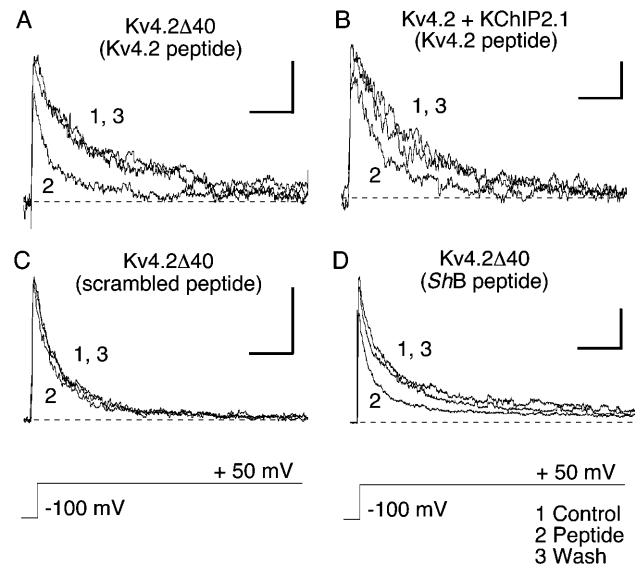 A
Kv4.2Δ40
(Kv4.2 peptide)
1, 3
2
B
Kv4.2 + KChIP2.1
(Kv4.2 peptide)
1, 3
2
C
Kv4.2Δ40
(scrambled peptide)
1, 3
2
D
Kv4.2Δ40
(ShB peptide)
1, 3
2
+ 50 mV
-100 mV
+ 50 mV
-100 mV
1 Control
2 Peptide
3 Wash